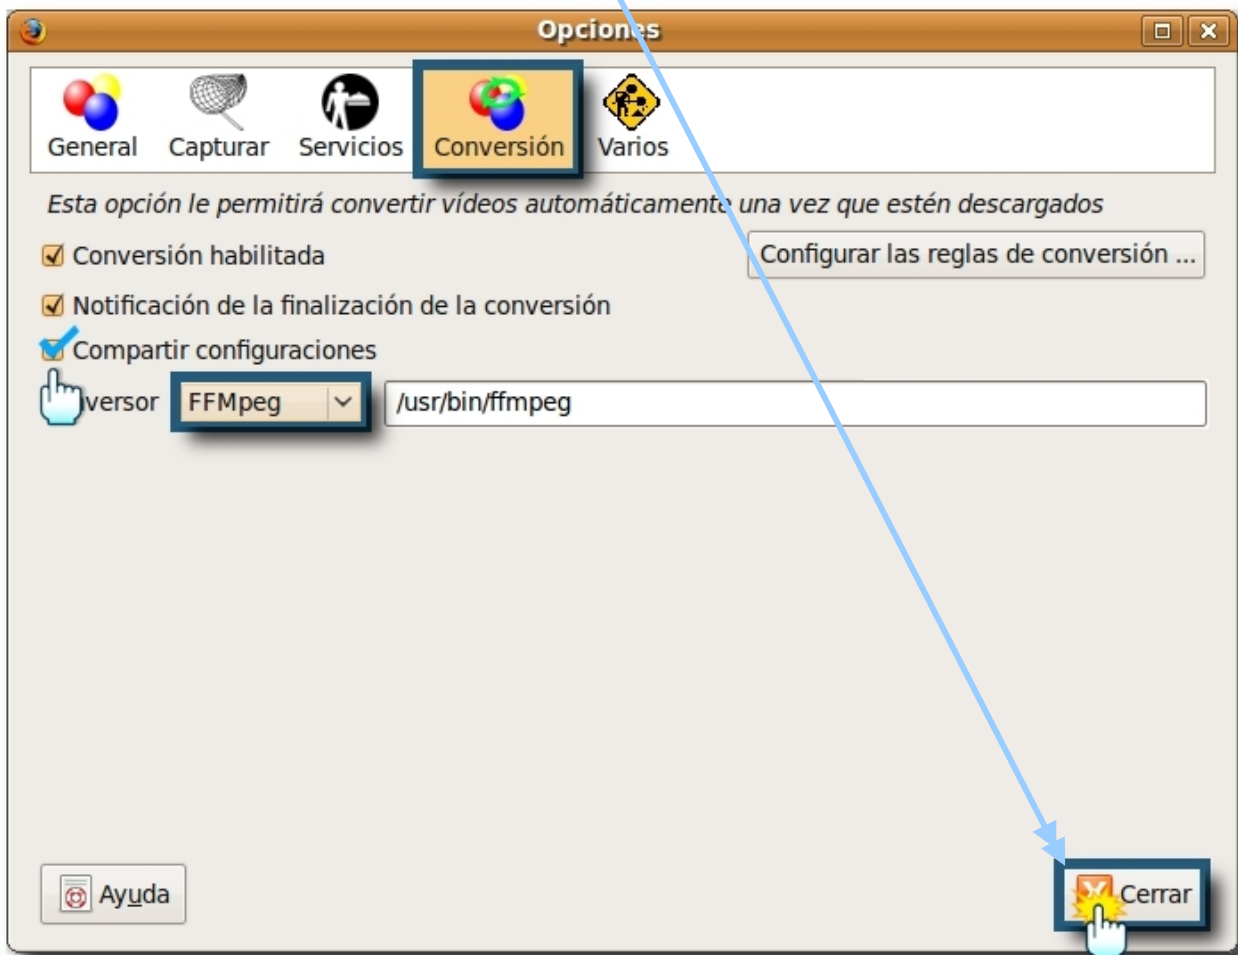 Opciones
General Capturar Servicios Conversión Varios
Esta opción le permitirá convertir vídeos automáticamente una vez que estén descargados
Conversión habilitada Configurar las reglas de conversión ...
Notificación de la finalización de la conversión
Compartir configuraciones
versor FFMpeg /usr/bin/ffmpeg
Ayuda Cerrar